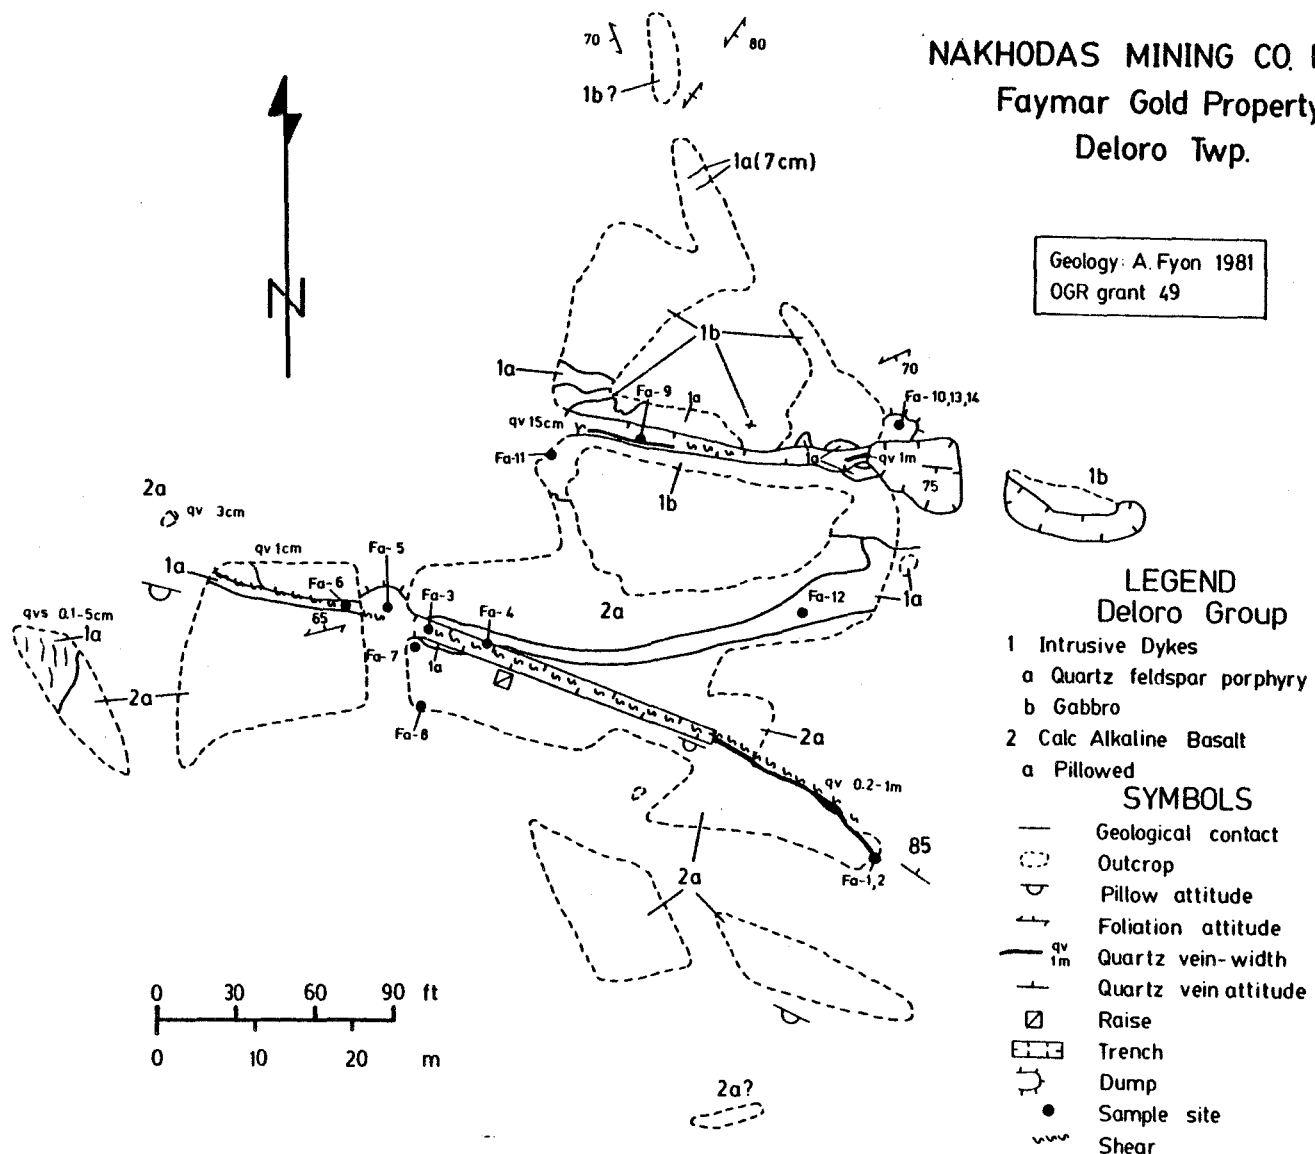 NAKHODAS MINING CO.
Faymar Gold Property
Deloro Twp.
Geology: A. Fyon 1981
OGR grant 49
N
70
80
1b?
1a(7cm)
1b
1a
Fa-9
1a
70
Fa-10,13,14
qv 15cm
Fa-11
1a
qv 1m
75
1b
1b
2a
qv 3cm
qv 1cm
Fa-5
1a
Fa-6
Fa-3
Fa-4
2a
Fa-12
1a
65
qvs 0.1-5cm
1a
Fa-7
1a
2a
Fa-8
2a
qv 0.2-1m
85
Fa-1,2
2a
2a?
0 30 60 90 ft
0 10 20 m
LEGEND
Deloro Group
1 Intrusive Dykes
a Quartz feldspar porphyry
b Gabbro
2 Calc Alkaline Basalt
a Pillowed
SYMBOLS
Geological contact
Outcrop
Pillow attitude
Foliation attitude
qv 1m Quartz vein-width
Quartz vein attitude
Raise
Trench
Dump
Sample site
Shear